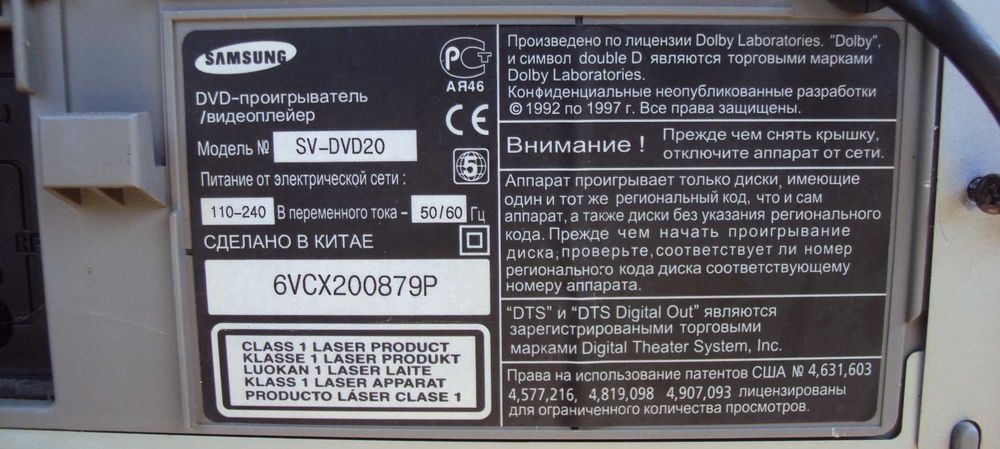 SAMSUNG
DVD-проигрыватель
/видеоплейер
Модель № SV-DVD20
Питание от электрической сети :
110-240 В переменного тока - 50/60 Гц
СДЕЛАНО В КИТАЕ
6VCX200879P
CLASS 1 LASER PRODUCT
KLASSE 1 LASER PRODUKT
LUOKAN 1 LASER LAITE
KLASS 1 LASER APPARAT
PRODUCTO LÁSER CLASE 1
РСТ
АЯ46
CE
5
Произведено по лицензии Dolby Laboratories. "Dolby",
и символ double D являются торговыми марками
Dolby Laboratories.
Конфиденциальные неопубликованные разработки
© 1992 по 1997 г. Все права защищены.
Внимание ! Прежде чем снять крышку,
отключите аппарат от сети.
Аппарат проигрывает только диски, имеющие
один и тот же региональный код, что и сам
аппарат, а также диски без указания регионального
кода. Прежде чем начать проигрывание
диска; проверьте, соответствует ли номер
регионального кода диска соответствующему
номеру аппарата.
"DTS" и "DTS Digital Out" являются
зарегистрироваными торговыми
марками Digital Theater System, Inc.
Права на использование патентов США № 4,631,603
4,577,216, 4,819,098 4,907,093 лицензированы
для ограниченного количества просмотров.